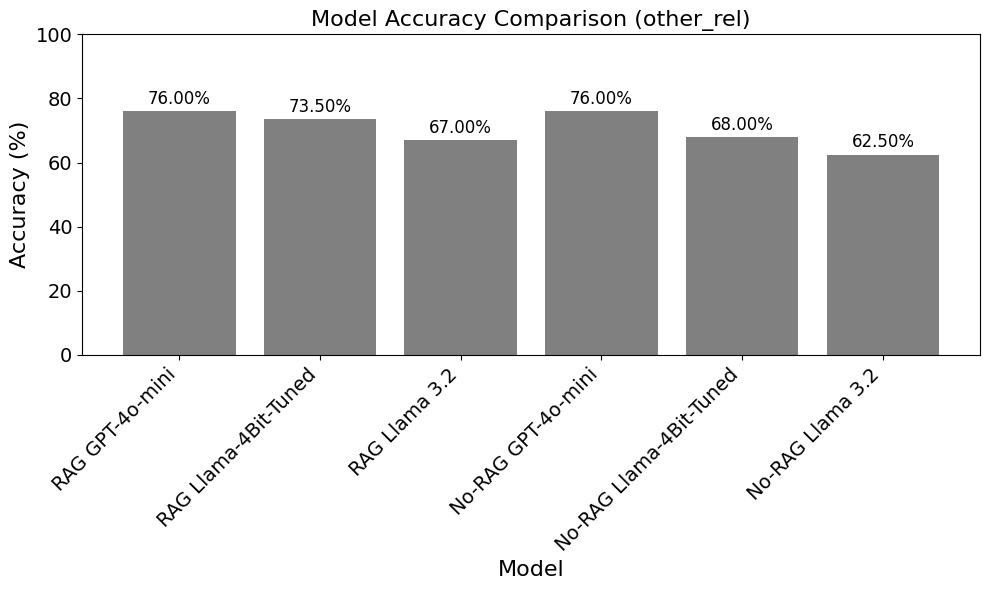 Model Accuracy Comparison (other_rel)
Accuracy (%)
100
80
60
40
20
0
76.00%
73.50%
67.00%
76.00%
68.00%
62.50%
RAG GPT-4o-mini
RAG Llama-4Bit-Tuned
RAG Llama 3.2
No-RAG GPT-4o-mini
No-RAG Llama-4Bit-Tuned
No-RAG Llama 3.2
Model